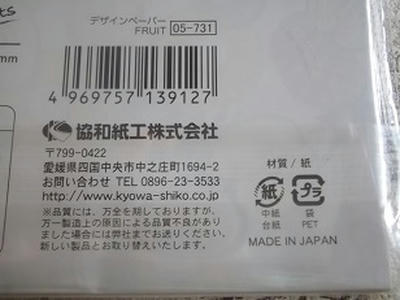 デザインペーパー
FRUIT 05-731
mm
4 969757 139127
協和紙工株式会社
〒799-0422
愛媛県四国中央市中之庄町1694-2
お問い合わせ TEL 0896-23-3533
http://www.kyowa-shiko.co.jp
※品質には、万全を期しておりますが、
万一製造上の原因による品質不良が
ある場合には弊社までお送りください。
新しい製品とお取り替えいたします。
材質/紙
紙 プラ
中紙 袋
台紙 PET
MADE IN JAPAN